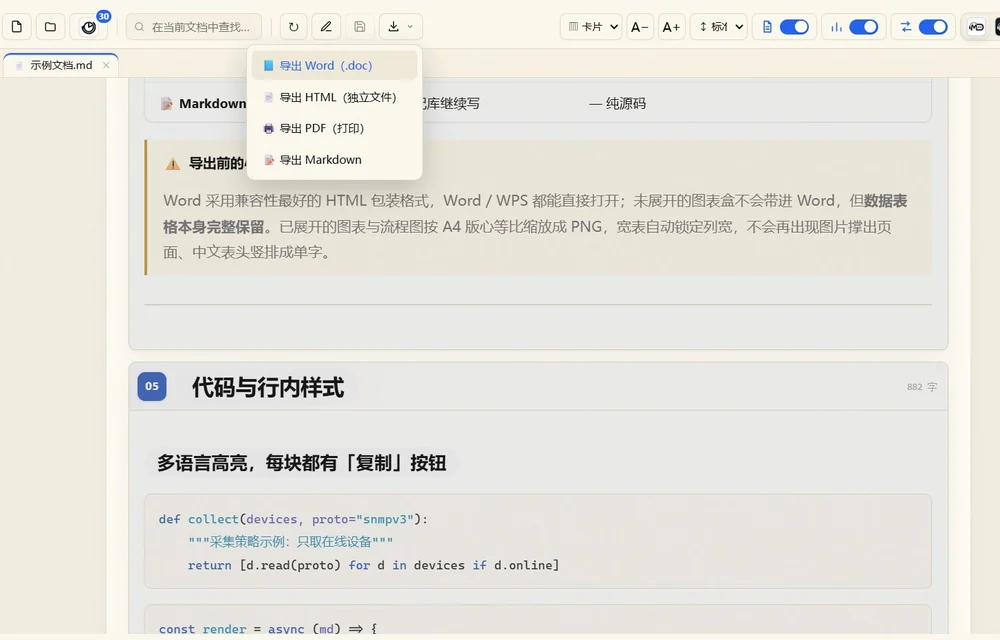 30
在当前文档中查找...
卡片
A−
A+
标准
示例文档.md
导出 Word（.doc）
导出 HTML（独立文件）
导出 PDF（打印）
导出 Markdown
Markdown
库继续写
— 纯源码
导出前的
Word 采用兼容性最好的 HTML 包装格式，Word / WPS 都能直接打开；未展开的图表盒不会带进 Word，但数据表
格本身完整保留。已展开的图表与流程图按 A4 版心等比缩放成 PNG，宽表自动锁定列宽，不会再出现图片撑出页
面、中文表头竖排成单字。
05
代码与行内样式
882 字
多语言高亮，每块都有「复制」按钮
def collect(devices, proto="snmpv3"):
"""采集策略示例：只取在线设备"""
return [d.read(proto) for d in devices if d.online]
const render = async (md) => {